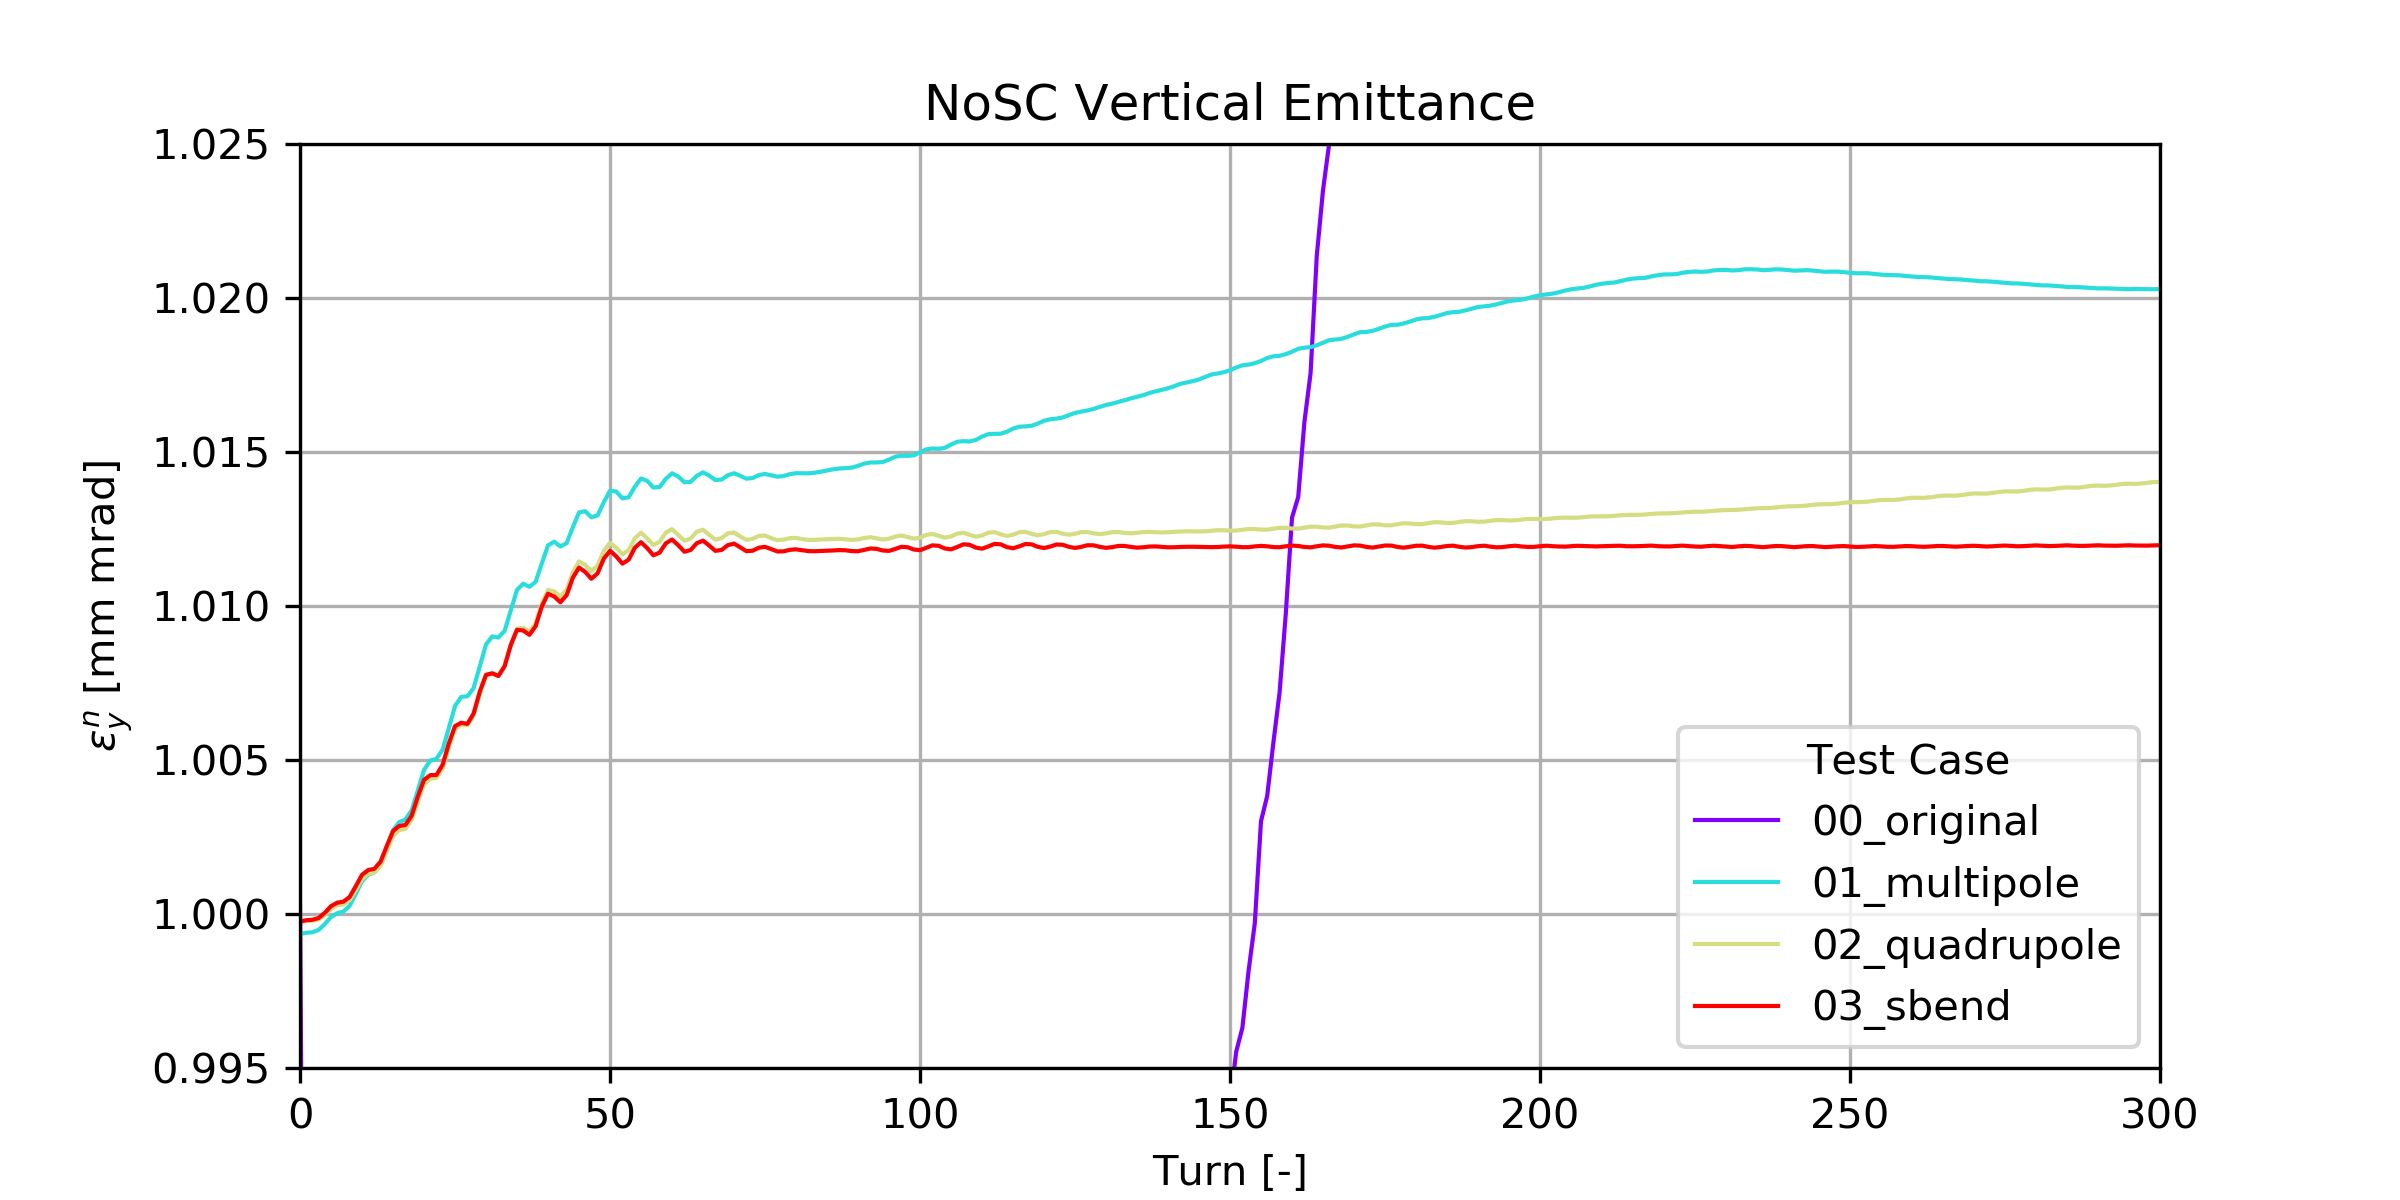 NoSC Vertical Emittance
1.025
1.020
1.015
1.010
1.005
1.000
0.995
ε_y^n [mm mrad]
0 50 100 150 200 250 300
Turn [-]
Test Case
00_original
01_multipole
02_quadrupole
03_sbend